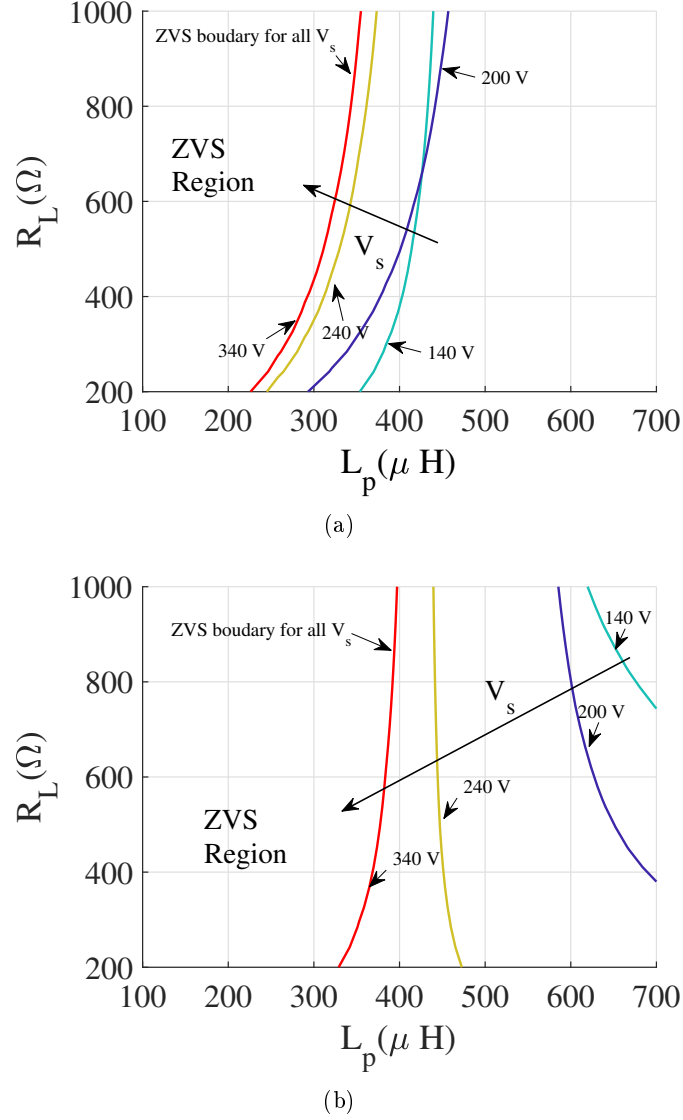 1000
800
600
400
200
R_L(Ω)
ZVS boudary for all V_s
200 V
ZVS
Region
V_s
340 V
240 V
140 V
100 200 300 400 500 600 700
L_p(μ H)
(a)
1000
800
600
400
200
R_L(Ω)
ZVS boudary for all V_s
140 V
V_s
200 V
240 V
ZVS
Region
340 V
100 200 300 400 500 600 700
L_p(μ H)
(b)